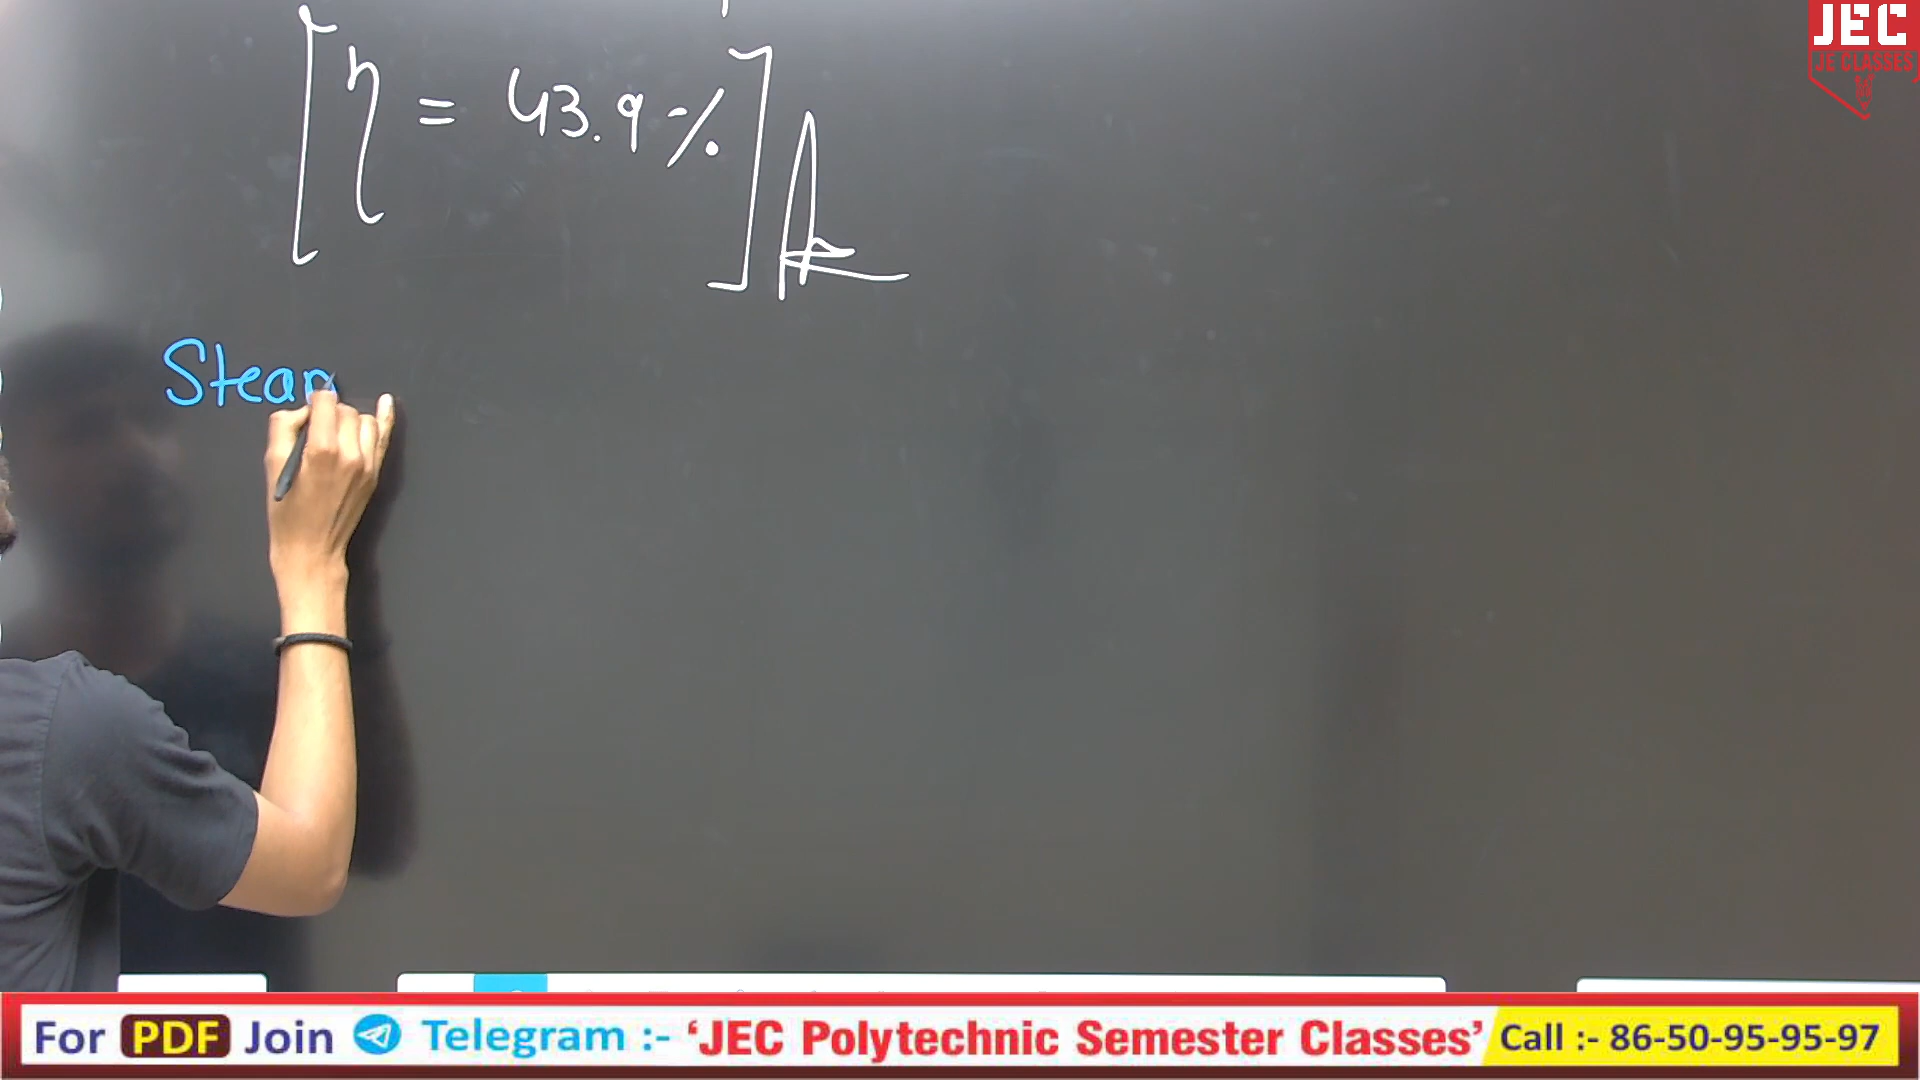 JEC
JE CLASSES
[η = 43.9%]
Steam
For PDF Join Telegram :- 'JEC Polytechnic Semester Classes' Call :- 86-50-95-95-97